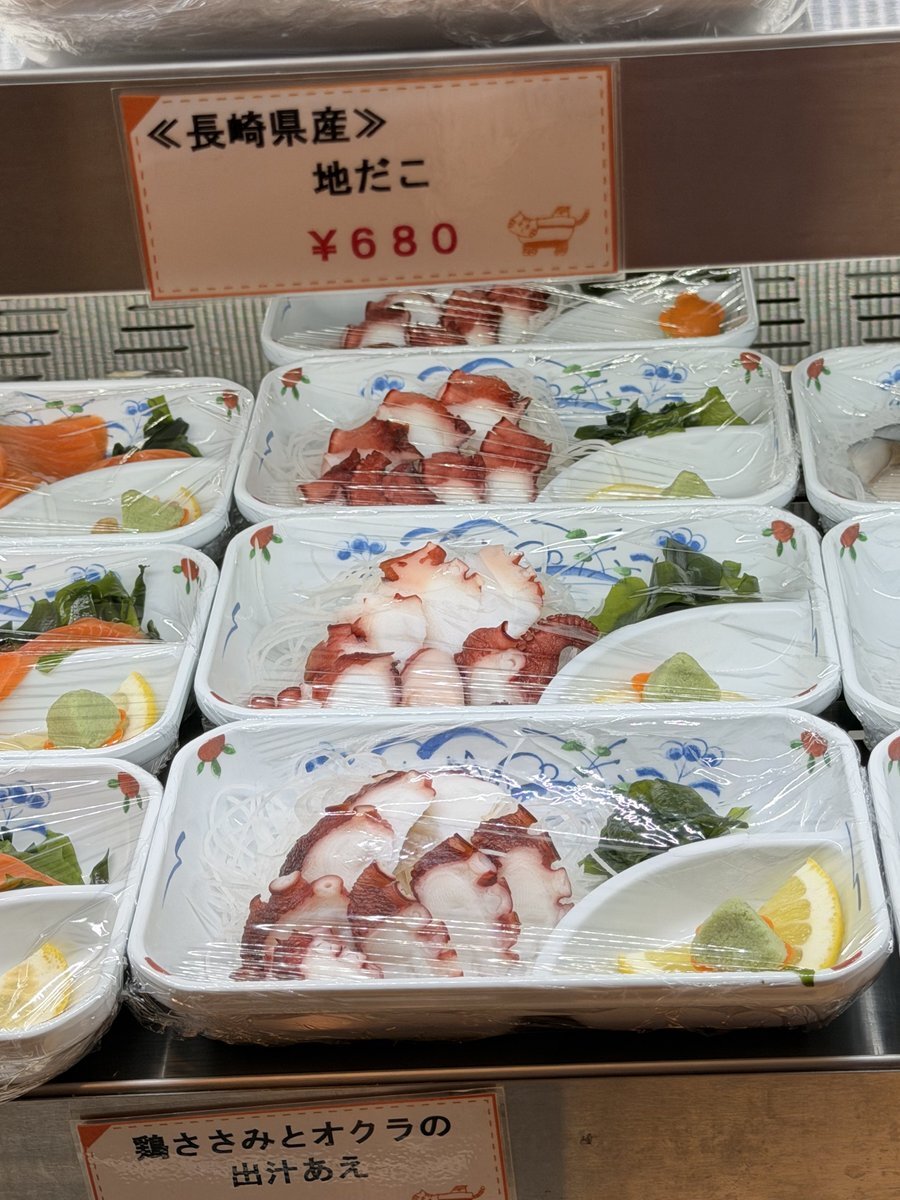 ≪長崎県産≫
地だこ
¥680
鶏ささみとオクラの
出汁あえ